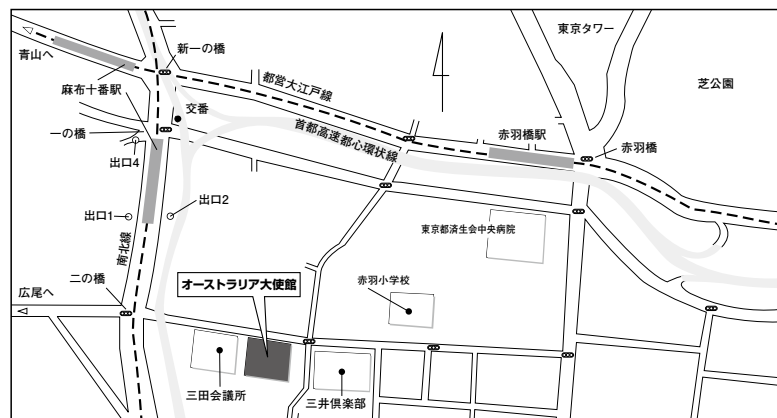 東京タワー
新一の橋
青山へ
都営大江戸線
芝公園
麻布十番駅
交番
首都高速都心環状線
赤羽橋駅
赤羽橋
一の橋
出口4
出口1
出口2
東京都済生会中央病院
南北線
二の橋
オーストラリア大使館
赤羽小学校
広尾へ
三田会議所
三井倶楽部